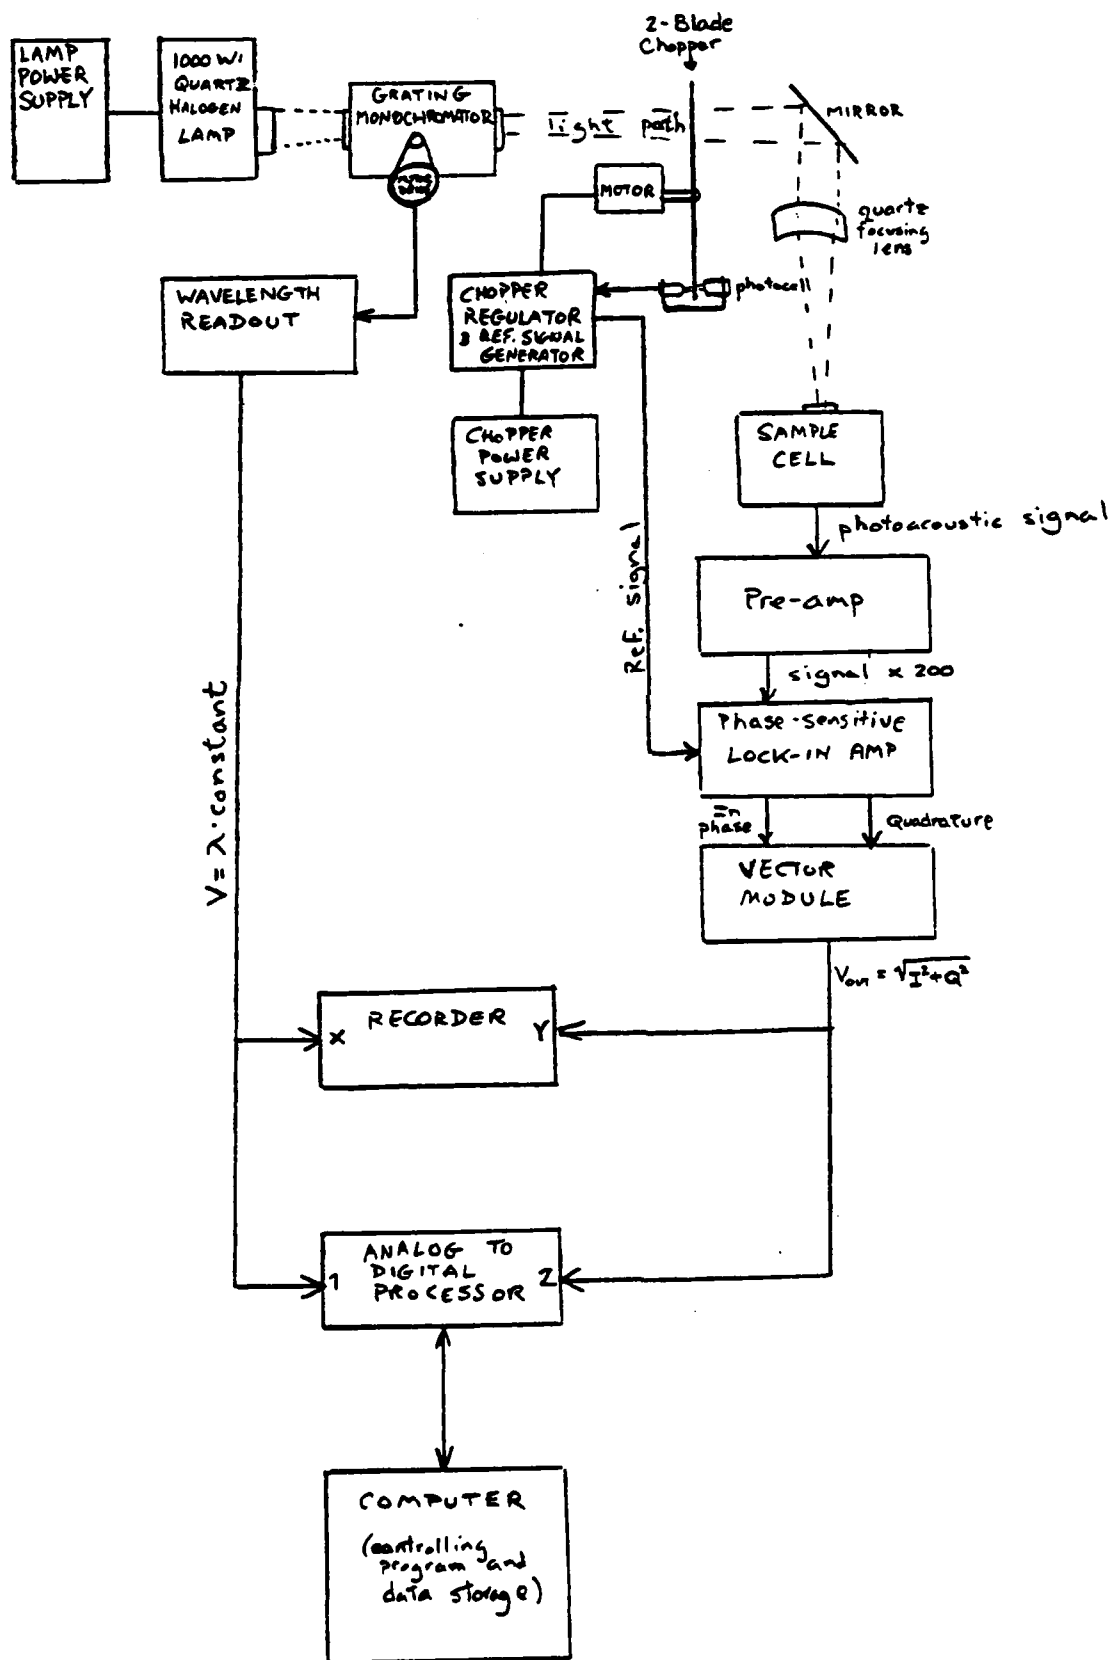 LAMP
POWER
SUPPLY
1000 W
QUARTZ
HALOGEN
LAMP
GRATING
MONOCHROMATOR
light path
2-Blade
Chopper
MIRROR
MOTOR
quartz
focusing
lens
photocell
WAVELENGTH
READOUT
CHOPPER
REGULATOR
& REF. SIGNAL
GENERATOR
CHOPPER
POWER
SUPPLY
SAMPLE
CELL
photoacoustic signal
Pre-amp
signal x 200
Ref. signal
Phase-sensitive
LOCK-IN AMP
In
phase
Quadrature
VECTOR
MODULE
V = λ·constant
Vout = √I²+Q²
RECORDER
X
Y
ANALOG TO
DIGITAL
PROCESSOR
1
2
COMPUTER
(controlling
program and
data storage)